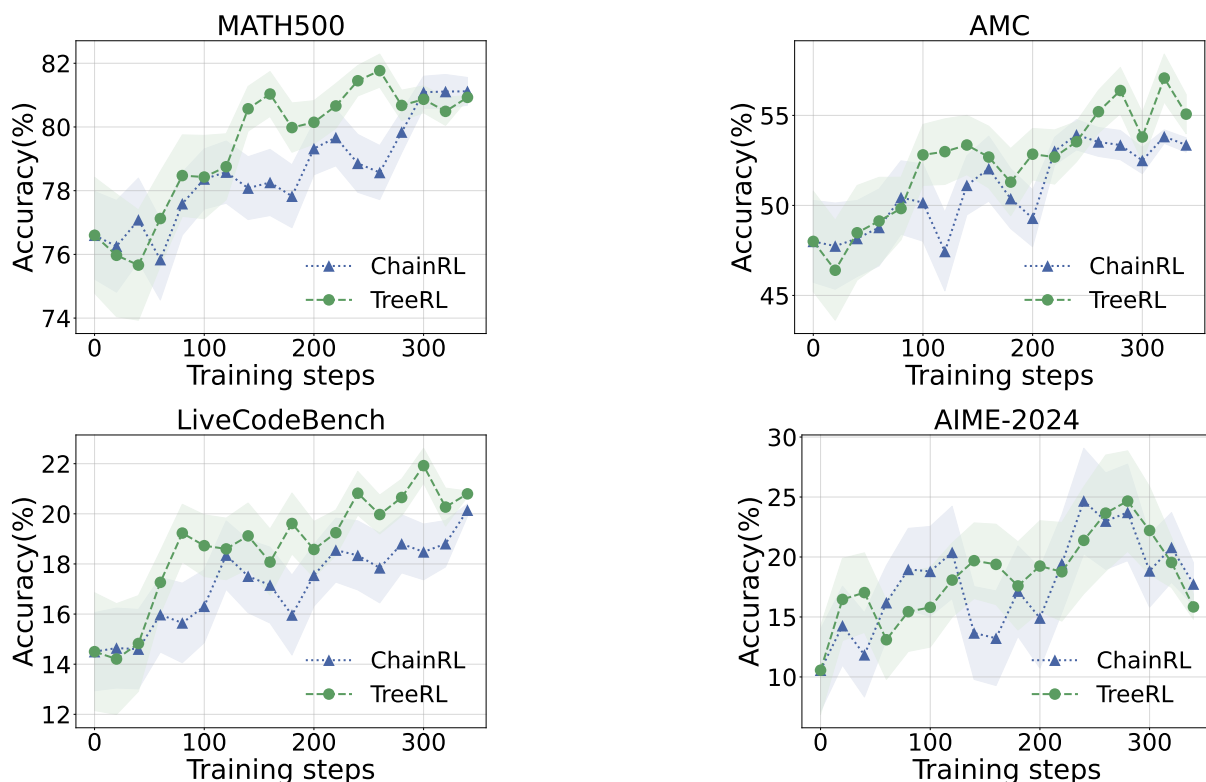 MATH500
Accuracy(%)
82
80
78
76
74
ChainRL
TreeRL
0 100 200 300
Training steps
AMC
Accuracy(%)
55
50
45
ChainRL
TreeRL
0 100 200 300
Training steps
LiveCodeBench
Accuracy(%)
22
20
18
16
14
12
ChainRL
TreeRL
0 100 200 300
Training steps
AIME-2024
Accuracy(%)
30
25
20
15
10
ChainRL
TreeRL
0 100 200 300
Training steps